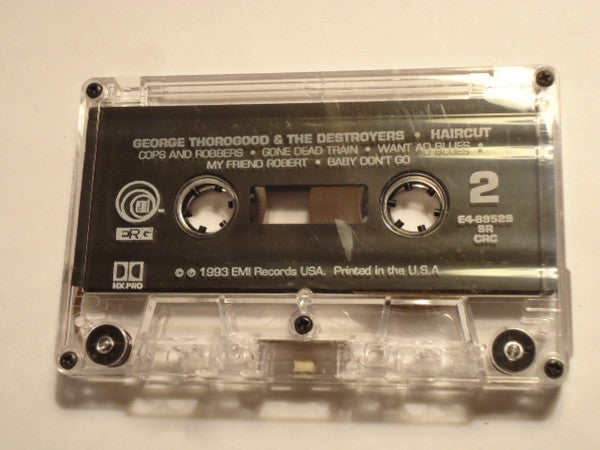 GEORGE THOROGOOD & THE DESTROYERS • HAIRCUT
COPS AND ROBBERS • GONE DEAD TRAIN • WANT AD BLUES •
MY FRIEND ROBERT • BABY DON'T GO
2
E4-89529
SR
CRC
ERG
HX PRO
© ℗ 1993 EMI Records USA. Printed in the U.S.A.